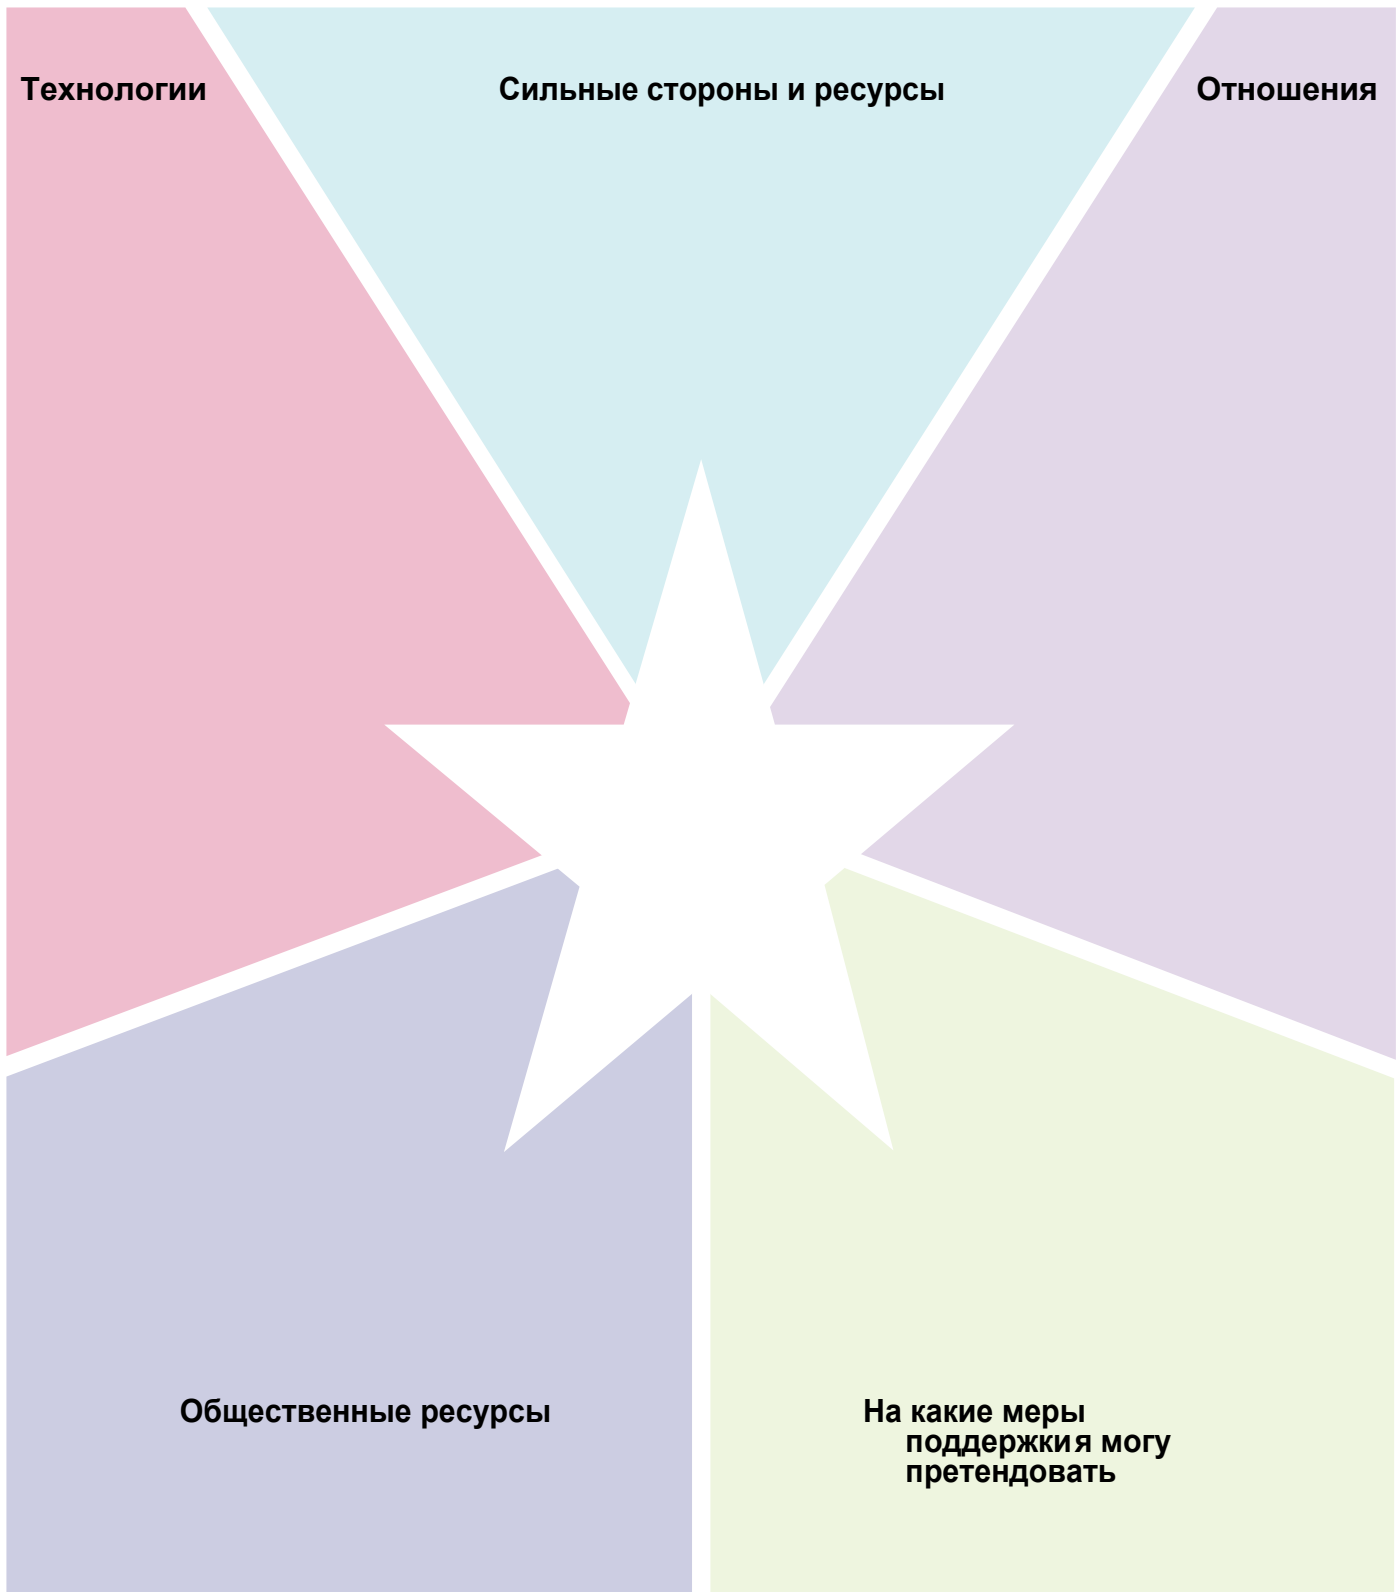 Технологии
Сильные стороны и ресурсы
Отношения
Общественные ресурсы
На какие меры
поддержкия могу
претендовать